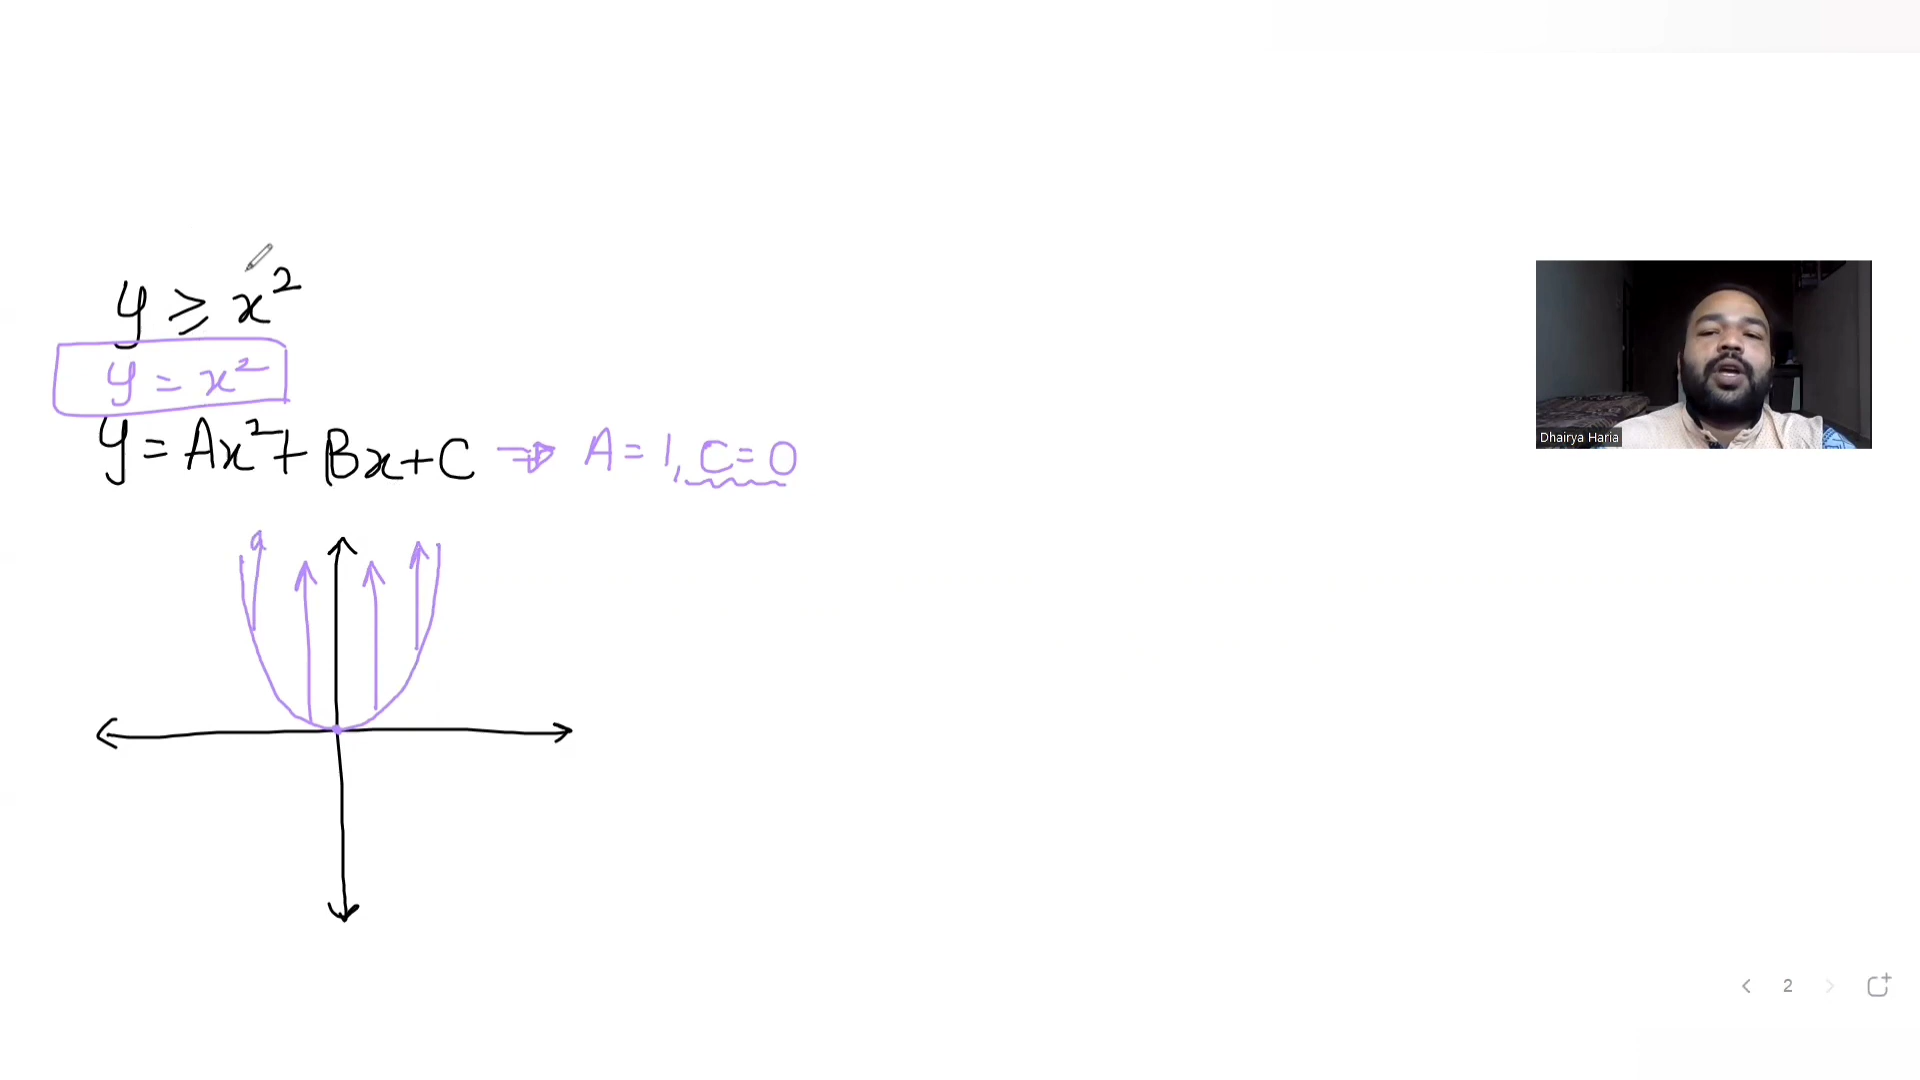 y ≥ x²
y = x²
y = Ax² + Bx + C ⇒ A = 1, C = 0
Dhairya Haria
2